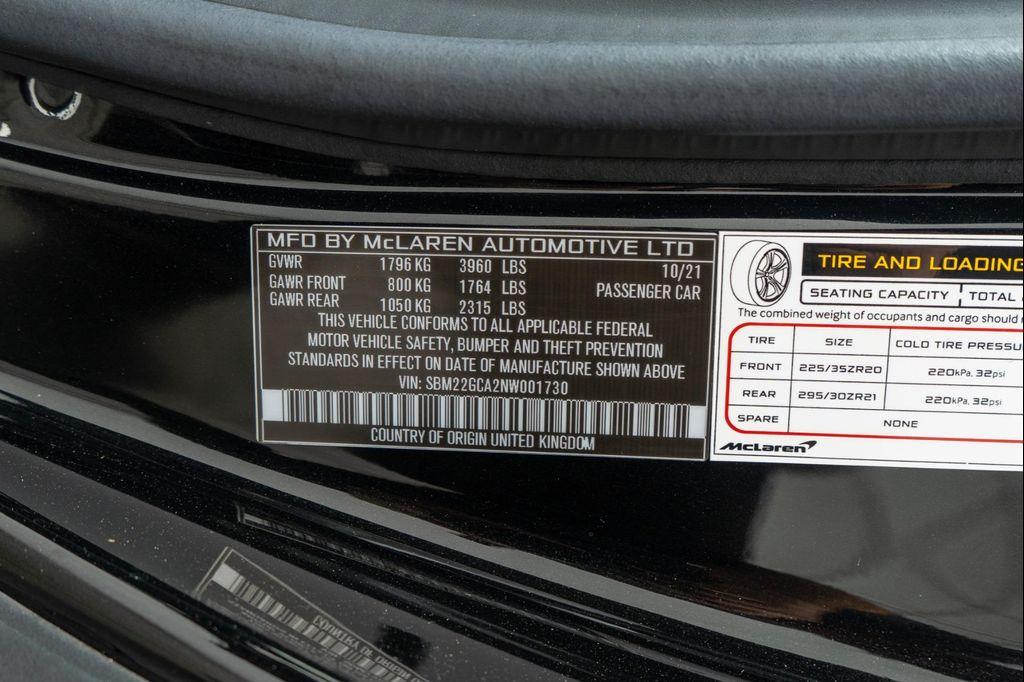 MFD BY McLAREN AUTOMOTIVE LTD
GVWR 1796 KG 3960 LBS 10/21
GAWR FRONT 800 KG 1764 LBS PASSENGER CAR
GAWR REAR 1050 KG 2315 LBS
THIS VEHICLE CONFORMS TO ALL APPLICABLE FEDERAL
MOTOR VEHICLE SAFETY, BUMPER AND THEFT PREVENTION
STANDARDS IN EFFECT ON DATE OF MANUFACTURE SHOWN ABOVE
VIN: SBM22GCA2NW001730
COUNTRY OF ORIGIN UNITED KINGDOM
TIRE AND LOADING
SEATING CAPACITY TOTAL
The combined weight of occupants and cargo should
TIRE SIZE COLD TIRE PRESSU
FRONT 225/35ZR20 220kPa, 32psi
REAR 295/30ZR21 220kPa, 32psi
SPARE NONE
McLaren